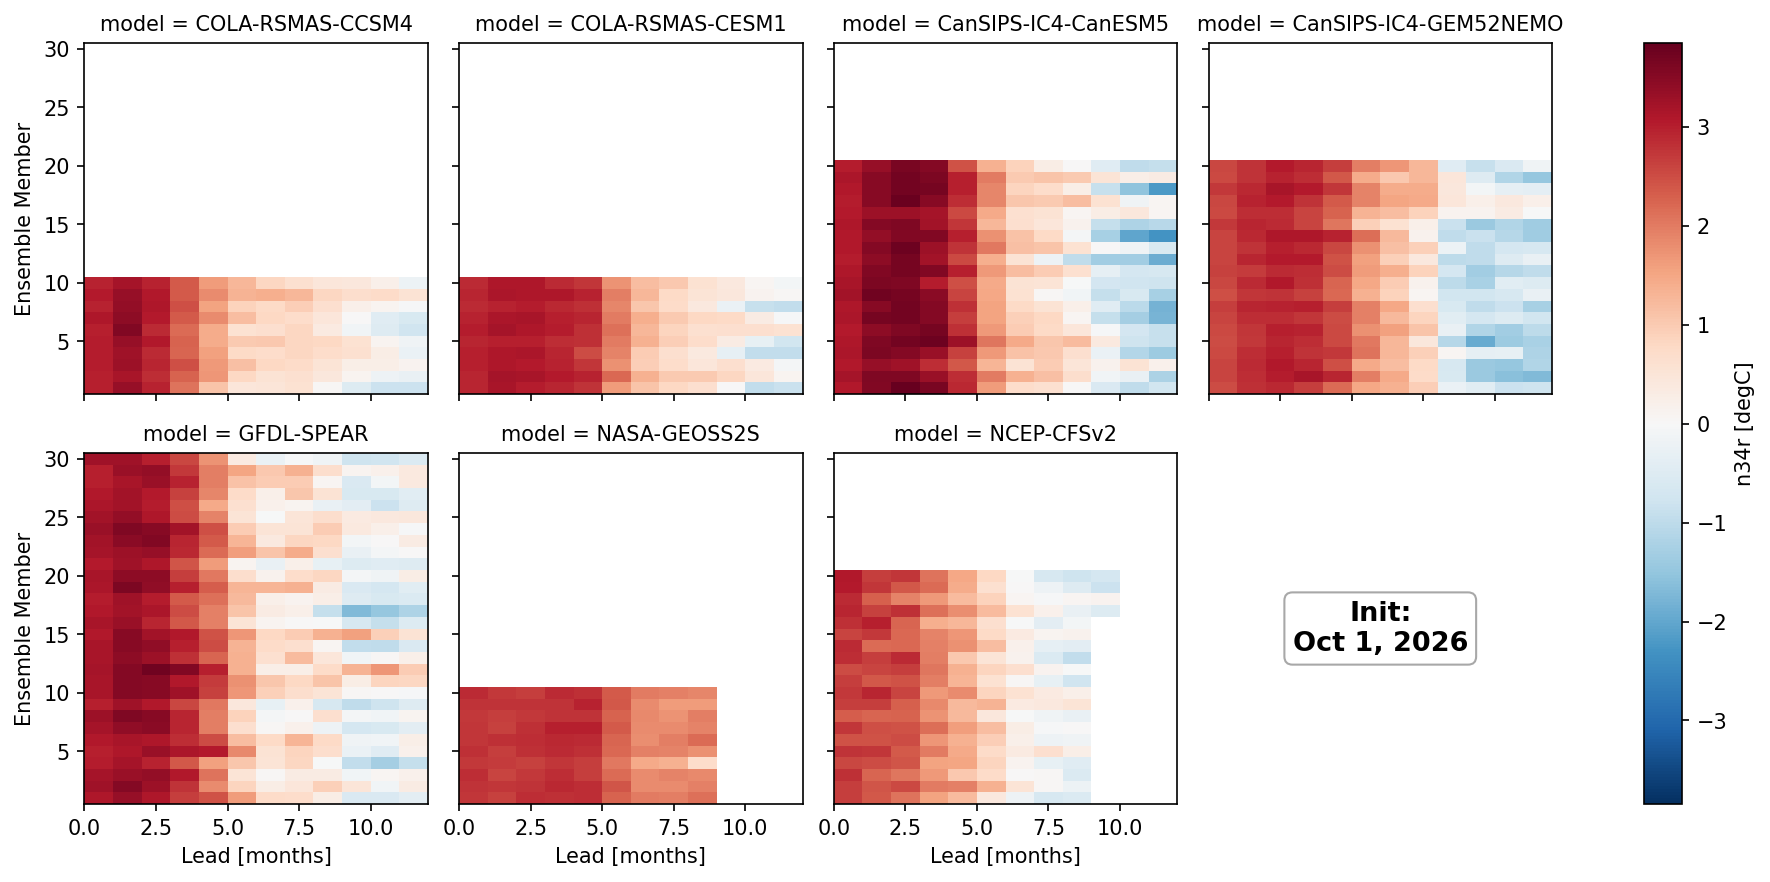 model = COLA-RSMAS-CCSM4
model = COLA-RSMAS-CESM1
model = CanSIPS-IC4-CanESM5
model = CanSIPS-IC4-GEM52NEMO
30
25
20
15
10
5
Ensemble Member
model = GFDL-SPEAR
model = NASA-GEOSS2S
model = NCEP-CFSv2
30
25
20
15
10
5
Ensemble Member
0.0 2.5 5.0 7.5 10.0
0.0 2.5 5.0 7.5 10.0
0.0 2.5 5.0 7.5 10.0
Lead [months]
Lead [months]
Lead [months]
Init:
Oct 1, 2026
3
2
1
0
−1
−2
−3
n34r [degC]